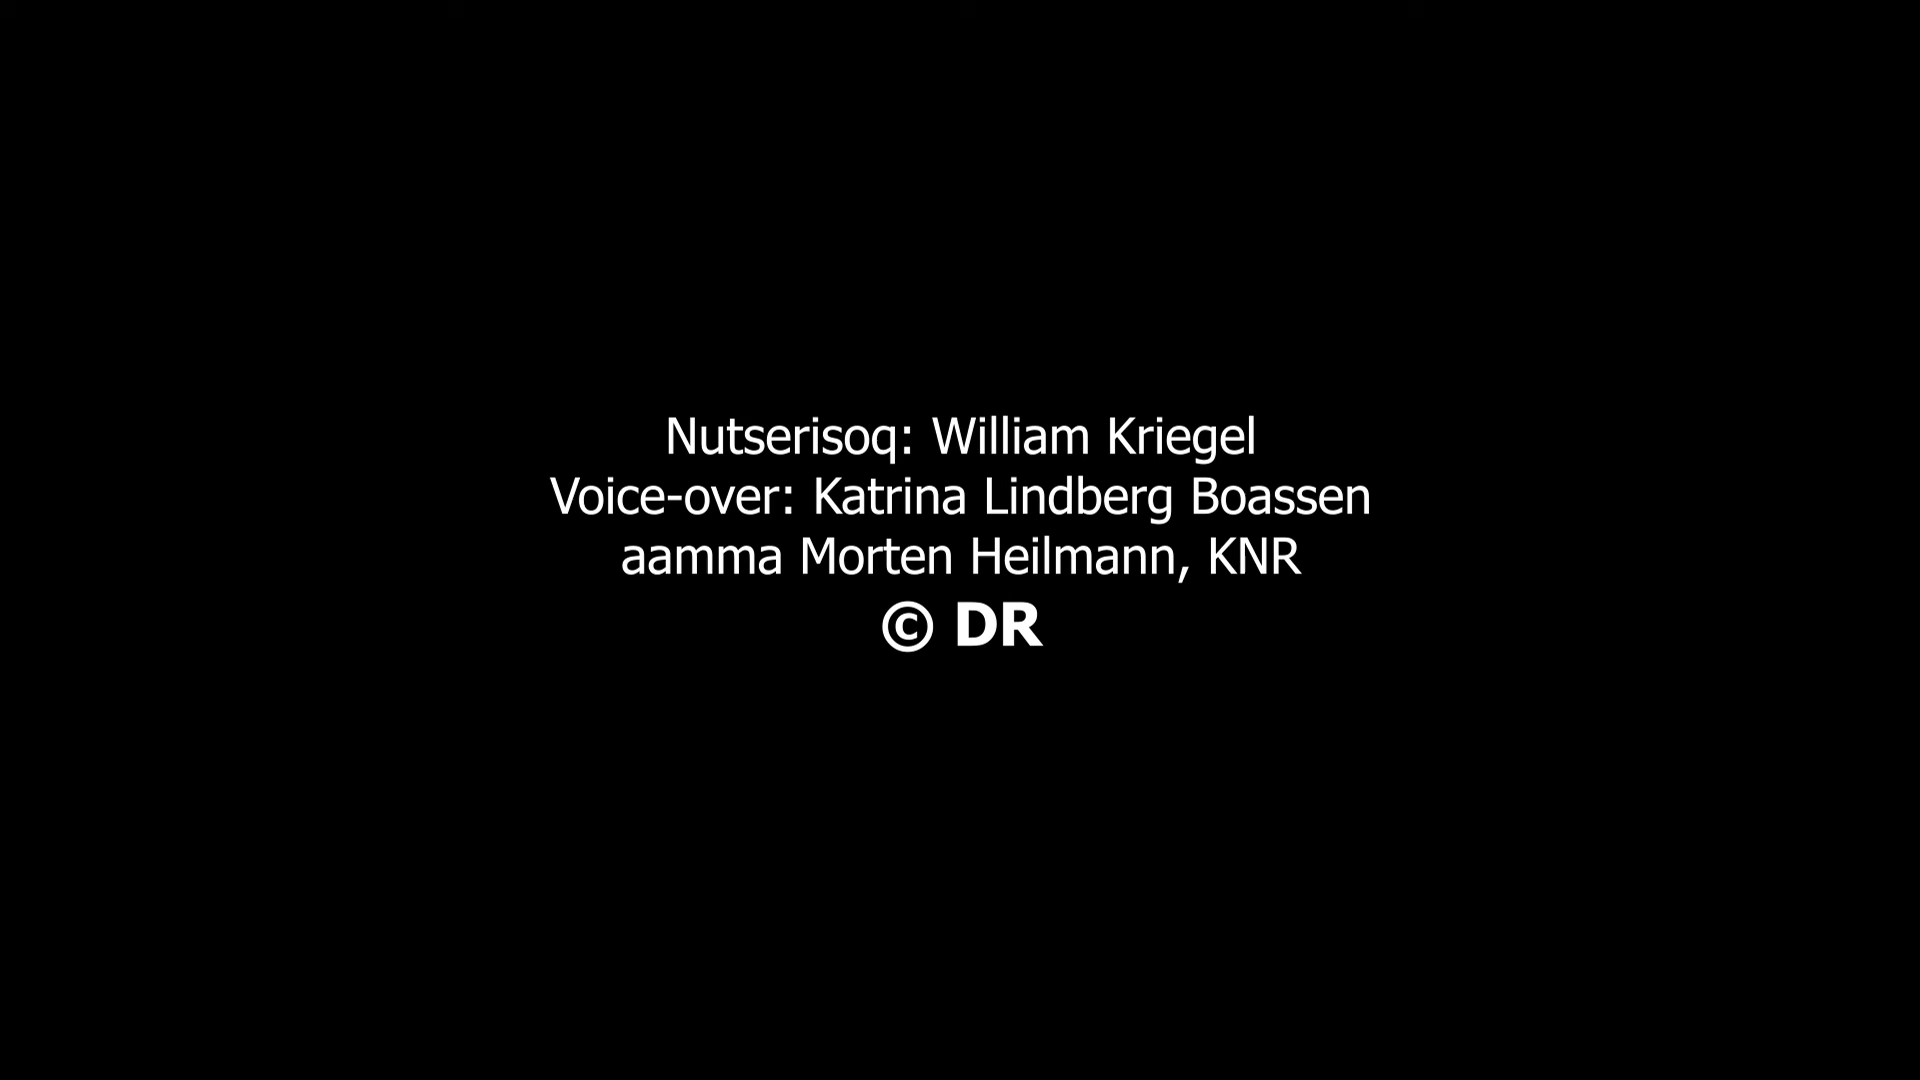 Nutserisoq: William Kriegel
Voice-over: Katrina Lindberg Boassen
aamma Morten Heilmann, KNR
© DR